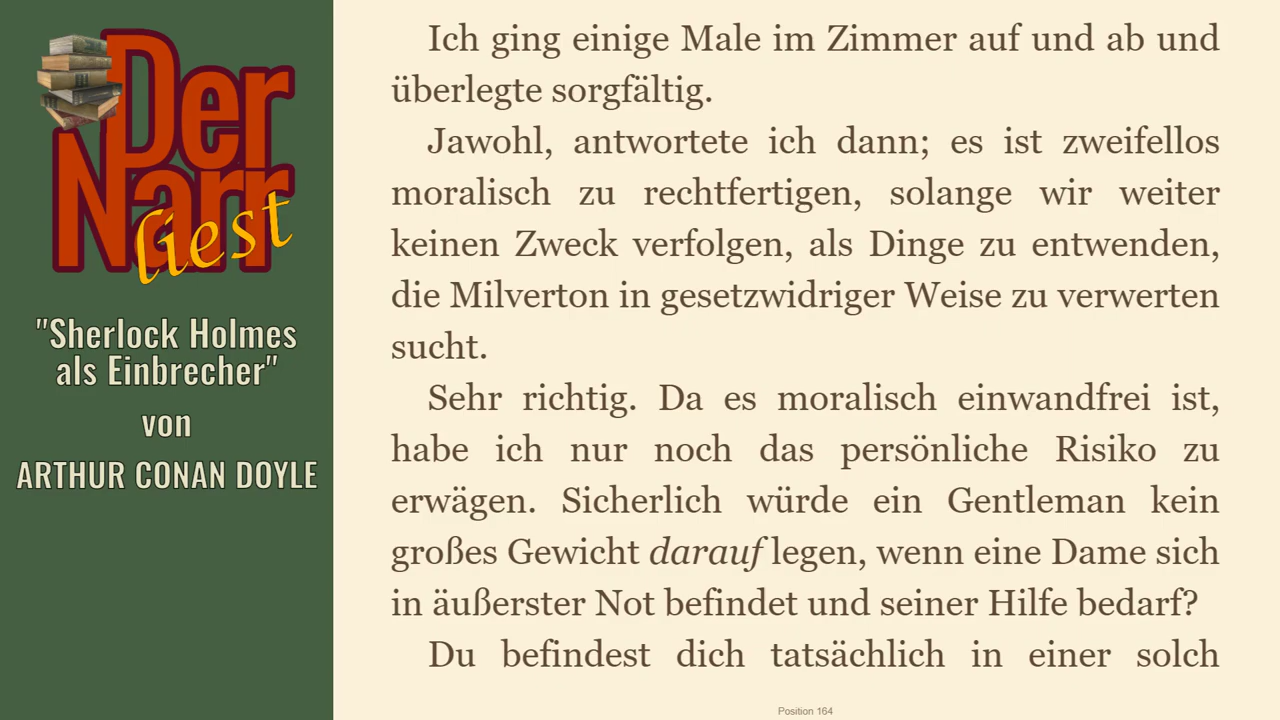 Der
Narr
liest
"Sherlock Holmes
als Einbrecher"
von
ARTHUR CONAN DOYLE
Ich ging einige Male im Zimmer auf und ab und
überlegte sorgfältig.
Jawohl, antwortete ich dann; es ist zweifellos
moralisch zu rechtfertigen, solange wir weiter
keinen Zweck verfolgen, als Dinge zu entwenden,
die Milverton in gesetzwidriger Weise zu verwerten
sucht.
Sehr richtig. Da es moralisch einwandfrei ist,
habe ich nur noch das persönliche Risiko zu
erwägen. Sicherlich würde ein Gentleman kein
großes Gewicht darauf legen, wenn eine Dame sich
in äußerster Not befindet und seiner Hilfe bedarf?
Du befindest dich tatsächlich in einer solch
Position 164